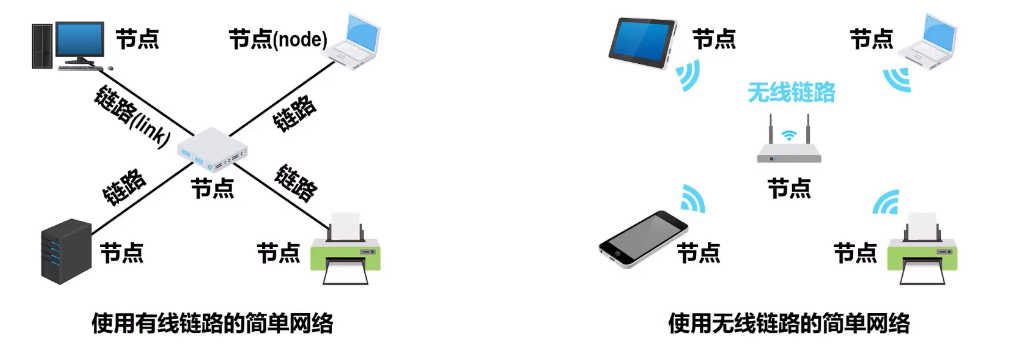 节点
节点(node)
链路(link)
链路
节点
链路
链路
节点
节点
使用有线链路的简单网络
节点
节点
无线链路
节点
节点
节点
使用无线链路的简单网络